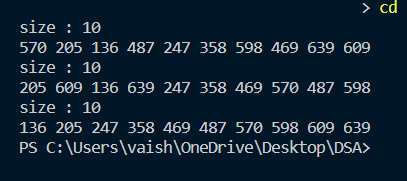 > cd
size : 10
570 205 136 487 247 358 598 469 639 609
size : 10
205 609 136 639 247 358 469 570 487 598
size : 10
136 205 247 358 469 487 570 598 609 639
PS C:\Users\vaish\OneDrive\Desktop\DSA>